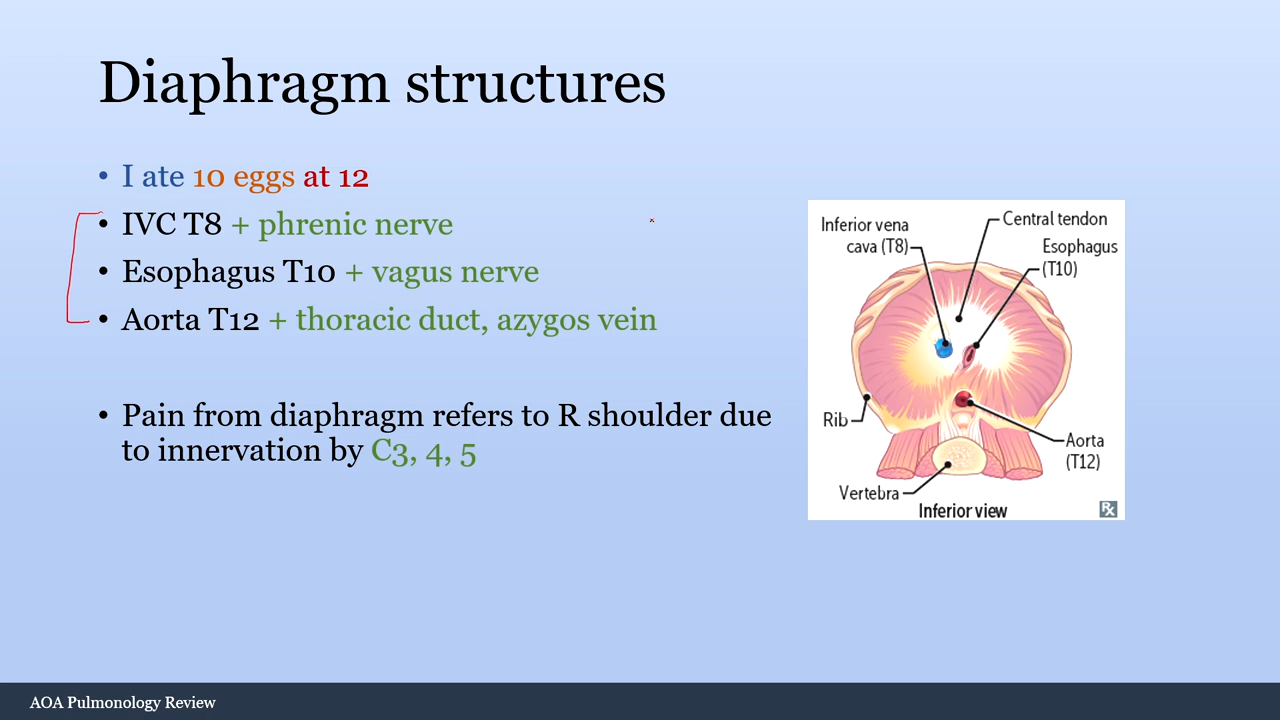 Diaphragm structures
• I ate 10 eggs at 12
• IVC T8 + phrenic nerve
• Esophagus T10 + vagus nerve
• Aorta T12 + thoracic duct, azygos vein
• Pain from diaphragm refers to R shoulder due
to innervation by C3, 4, 5
Inferior vena
cava (T8)
Central tendon
Esophagus
(T10)
Rib
Aorta
(T12)
Vertebra
Inferior view
Rx
AOA Pulmonology Review